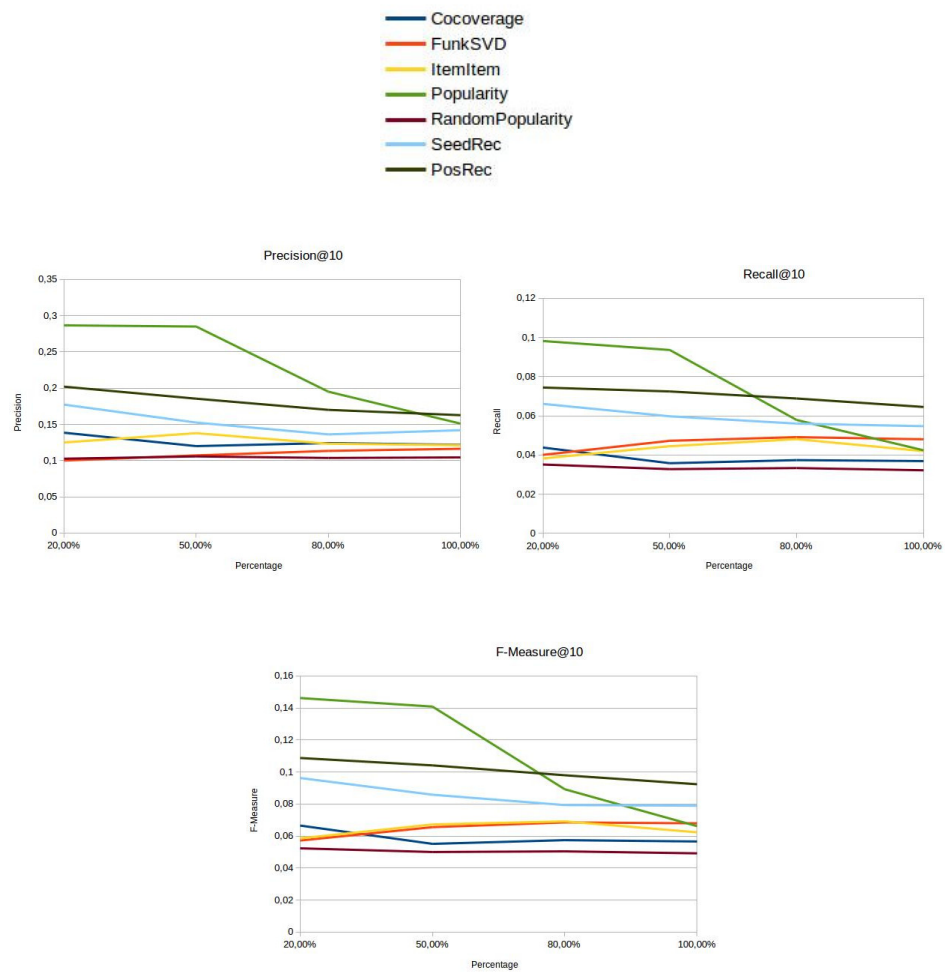 Cocoverage
FunkSVD
ItemItem
Popularity
RandomPopularity
SeedRec
PosRec
Precision@10
0,35
0,3
0,25
0,2
0,15
0,1
0,05
0
Precision
20,00% 50,00% 80,00% 100,00%
Percentage
Recall@10
0,12
0,1
0,08
0,06
0,04
0,02
0
Recall
20,00% 50,00% 80,00% 100,00%
Percentage
F-Measure@10
0,16
0,14
0,12
0,1
0,08
0,06
0,04
0,02
0
F-Measure
20,00% 50,00% 80,00% 100,00%
Percentage